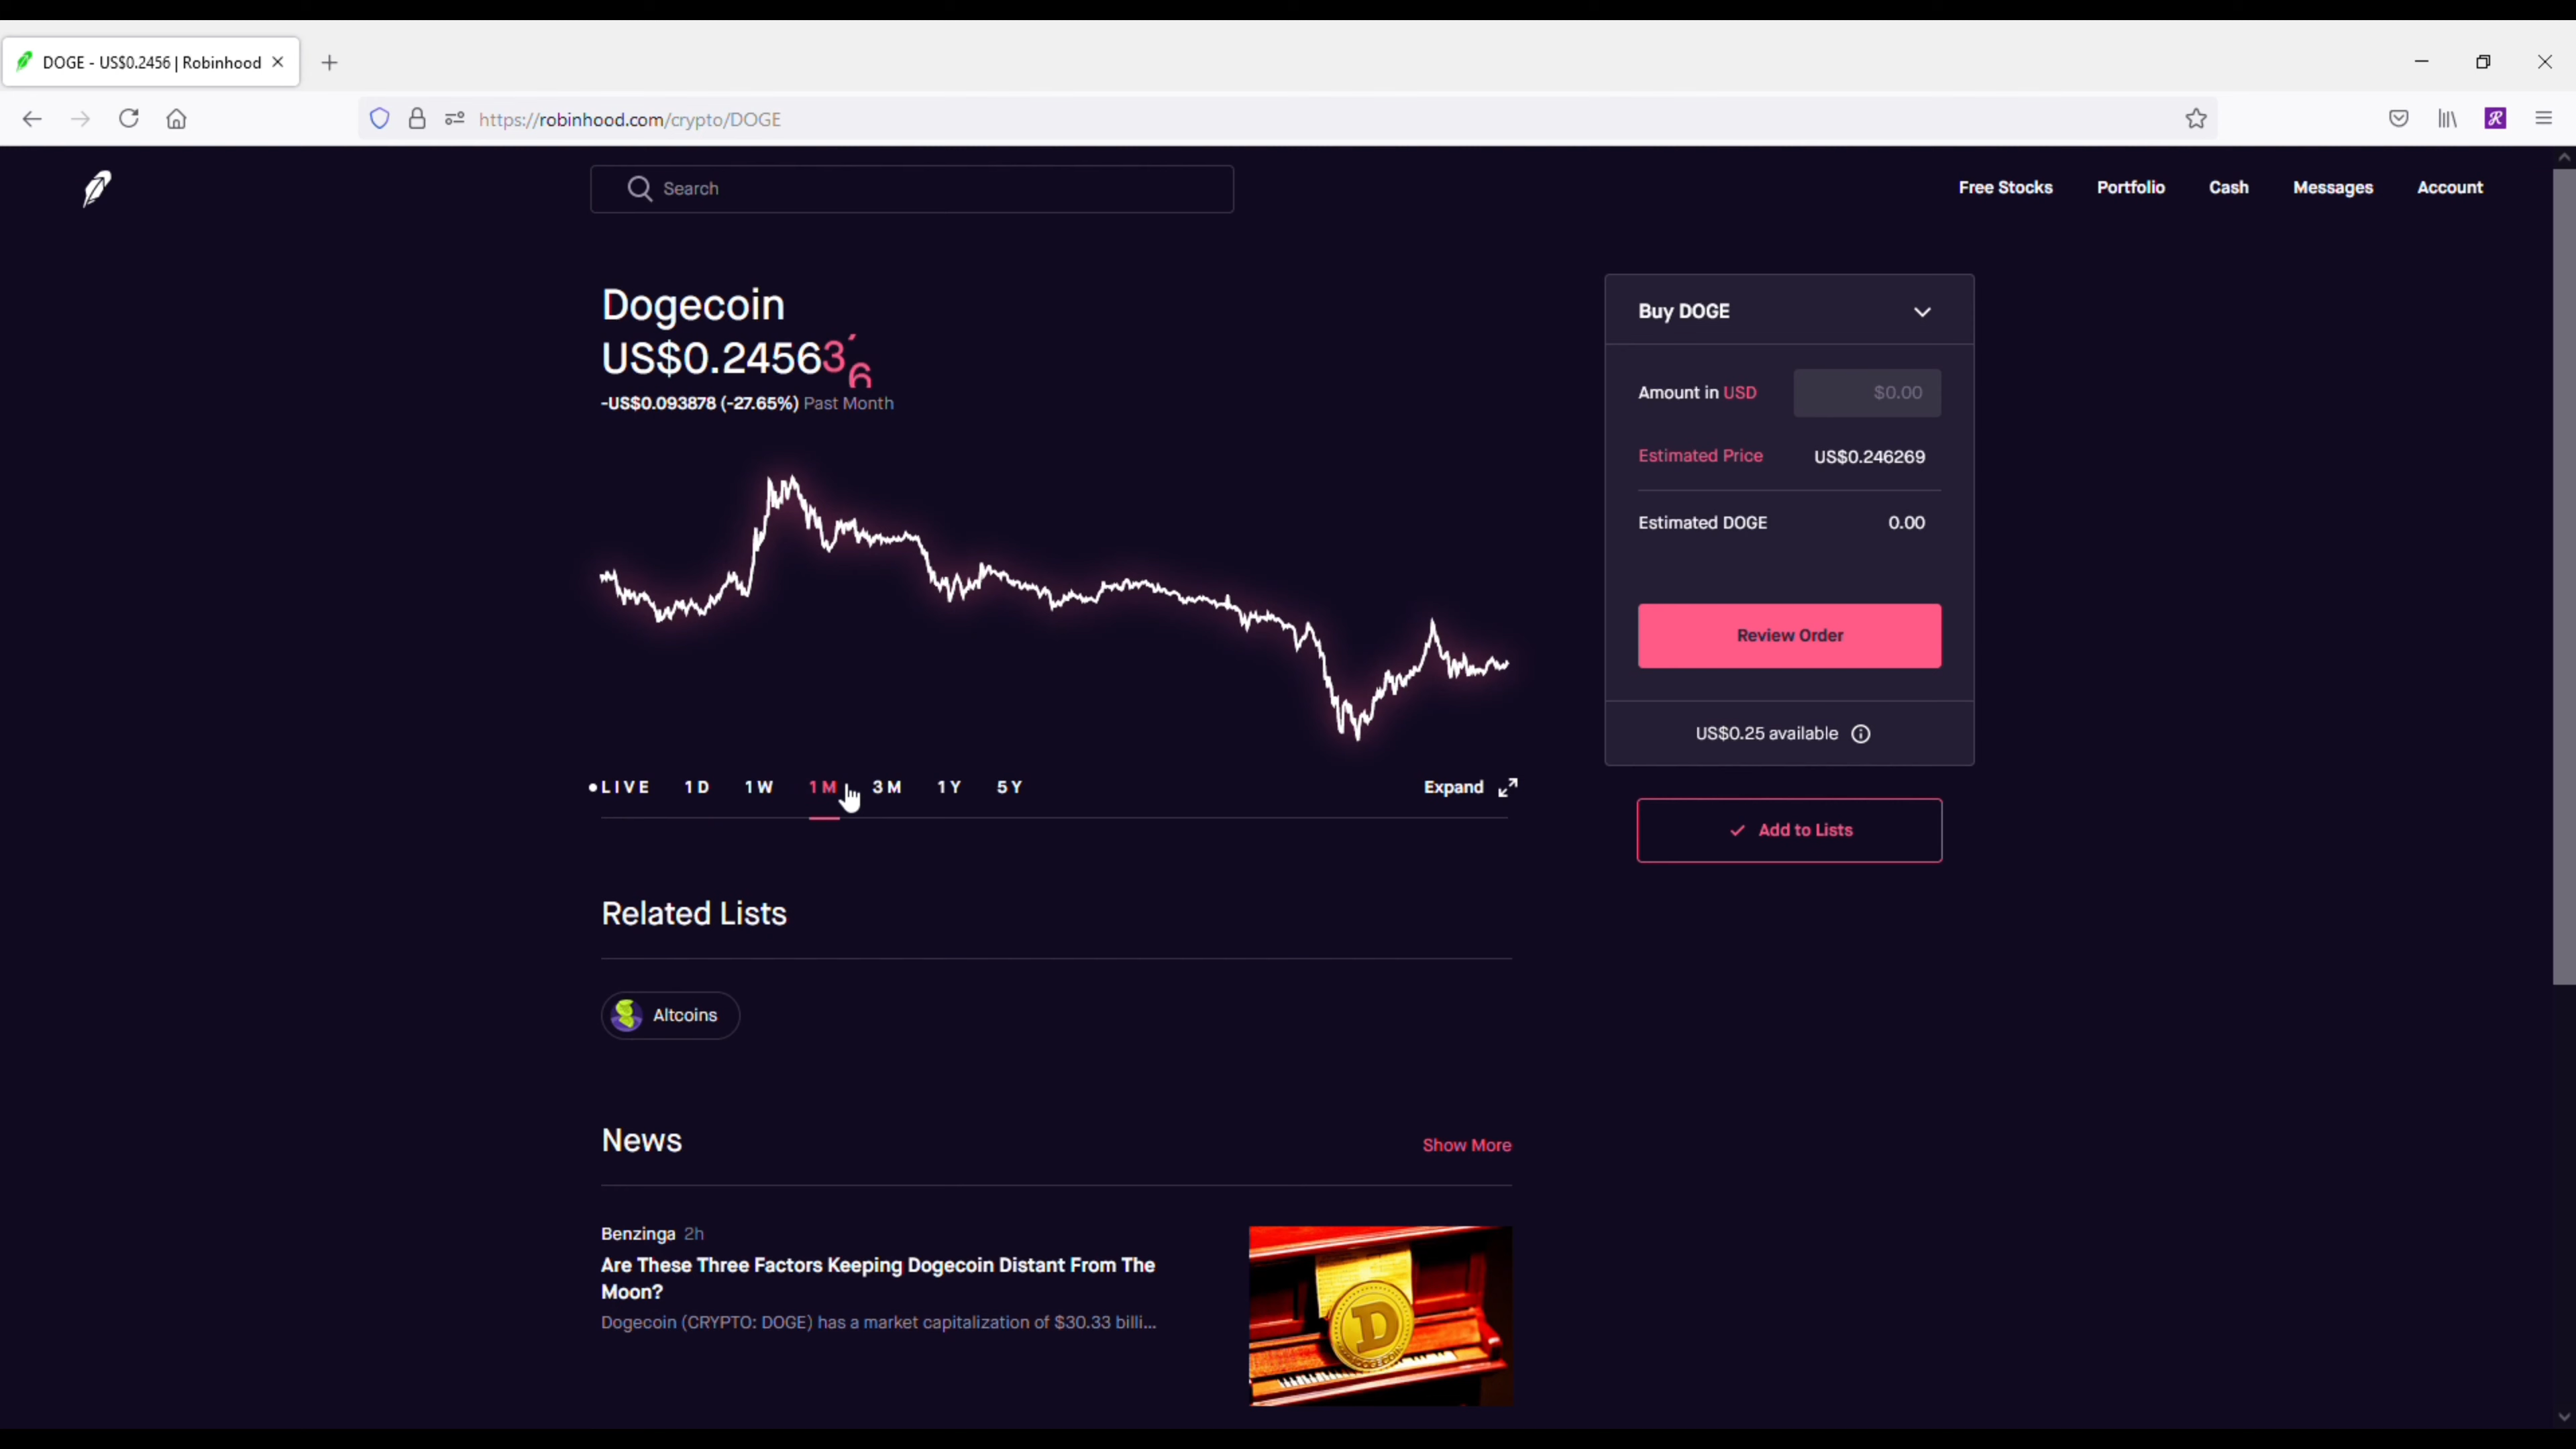 DOGE - US$0.2456 | Robinhood
https://robinhood.com/crypto/DOGE
Search
Free Stocks
Portfolio
Cash
Messages
Account
Dogecoin
US$0.24563
-US$0.093878 (-27.65%) Past Month
LIVE 1D 1W 1M 3M 1Y 5Y
Expand
Buy DOGE
Amount in USD $0.00
Estimated Price US$0.246269
Estimated DOGE 0.00
Review Order
US$0.25 available
Add to Lists
Related Lists
Altcoins
News
Show More
Benzinga 2h
Are These Three Factors Keeping Dogecoin Distant From The
Moon?
Dogecoin (CRYPTO: DOGE) has a market capitalization of $30.33 billi...
D